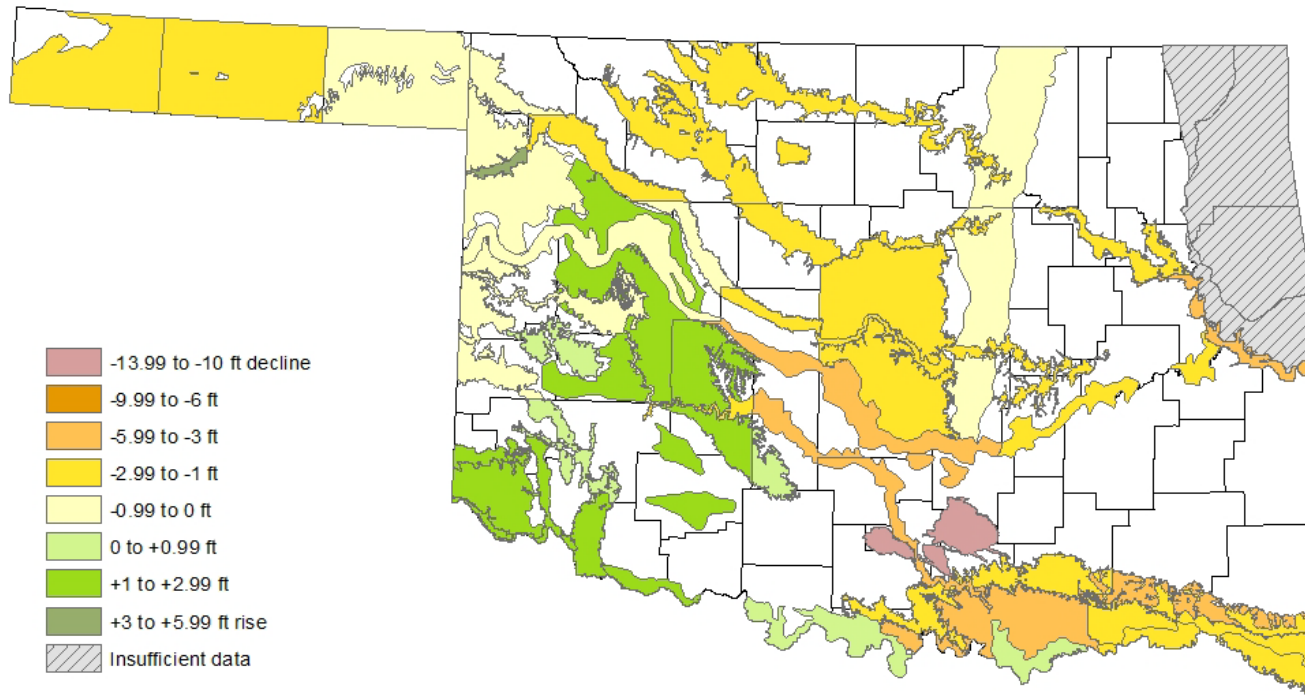 -13.99 to -10 ft decline
-9.99 to -6 ft
-5.99 to -3 ft
-2.99 to -1 ft
-0.99 to 0 ft
0 to +0.99 ft
+1 to +2.99 ft
+3 to +5.99 ft rise
Insufficient data